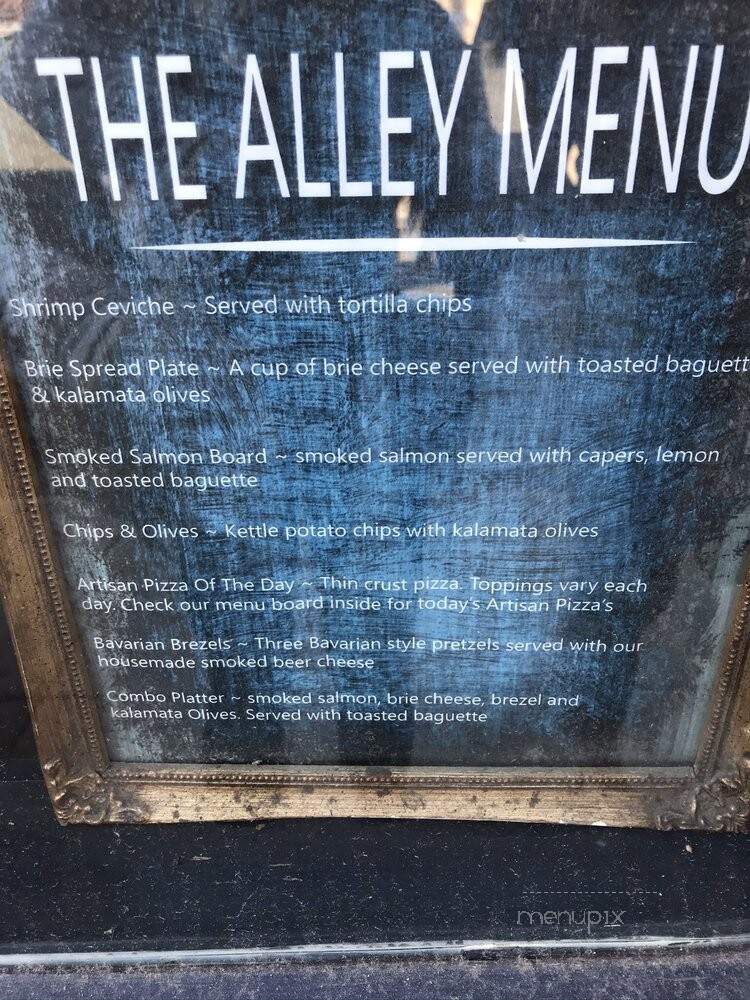 THE ALLEY MENU
Shrimp Ceviche ~ Served with tortilla chips
Brie Spread Plate ~ A cup of brie cheese served with toasted baguett
& kalamata olives
Smoked Salmon Board ~ smoked salmon served with capers, lemon
and toasted baguette
Chips & Olives ~ Kettle potato chips with kalamata olives
Artisan Pizza Of The Day ~ Thin crust pizza. Toppings vary each
day. Check our menu board inside for today's Artisan Pizza's
Bavarian Brezels ~ Three Bavarian style pretzels served with our
housemade smoked beer cheese
Combo Platter ~ smoked salmon, brie cheese, brezel and
kalamata Olives. Served with toasted baguette
menupix